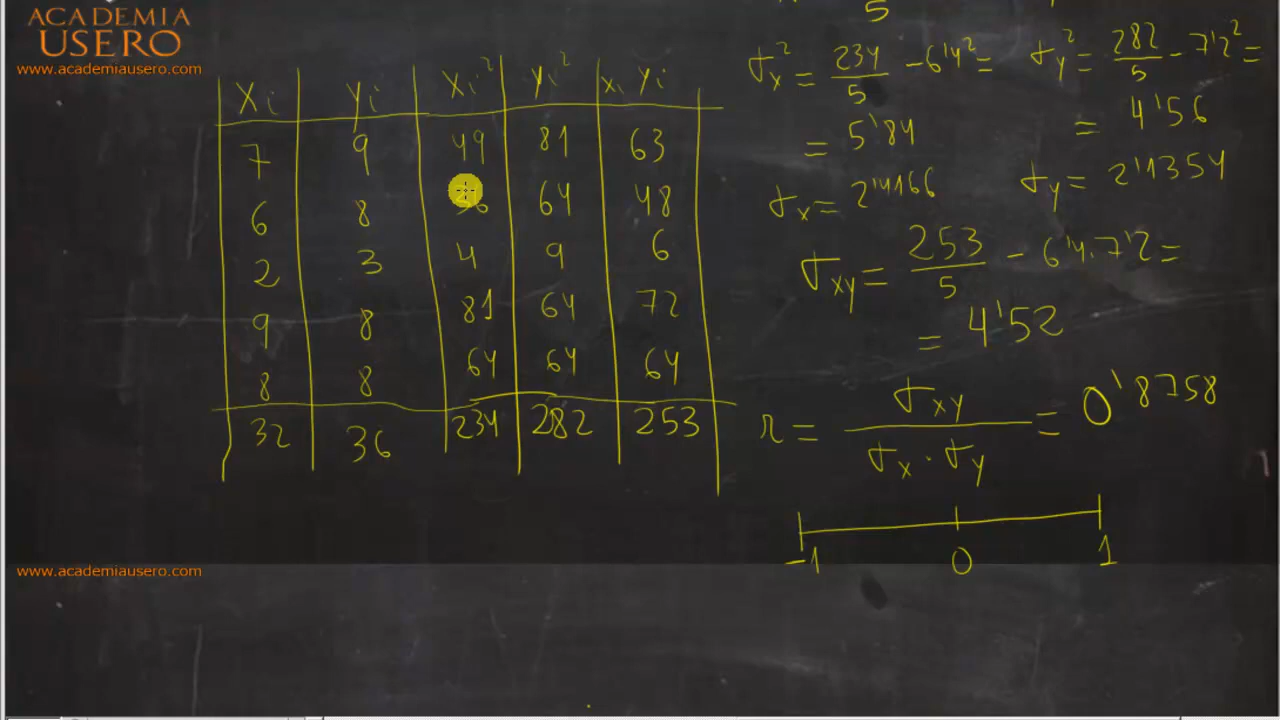 ACADEMIA
USERO
www.academiausero.com
Xi yi Xi² yi² xi yi
7 9 49 81 63
6 8 64 48
2 3 4 9 6
9 8 81 64 72
8 8 64 64 64
32 36 234 282 253
5
σx² = 234/5 - 6'4² =
= 5'84
σx = 2'4166
σy² = 282/5 - 7'2² =
= 4'56
σy = 2'1354
σxy = 253/5 - 6'4.7'2 =
= 4'52
r = σxy / σx · σy = 0'8758
-1 0 1
www.academiausero.com